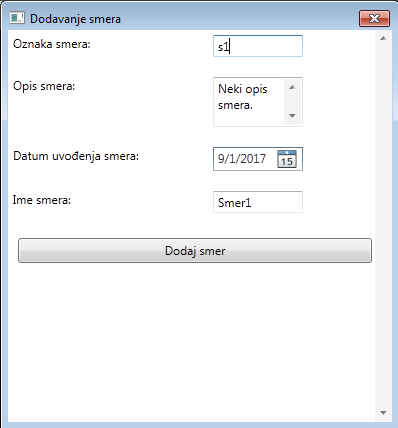 Dodavanje smera
Oznaka smera:
s1
Opis smera:
Neki opis
smera.
Datum uvođenja smera:
9/1/2017
15
Ime smera:
Smer1
Dodaj smer